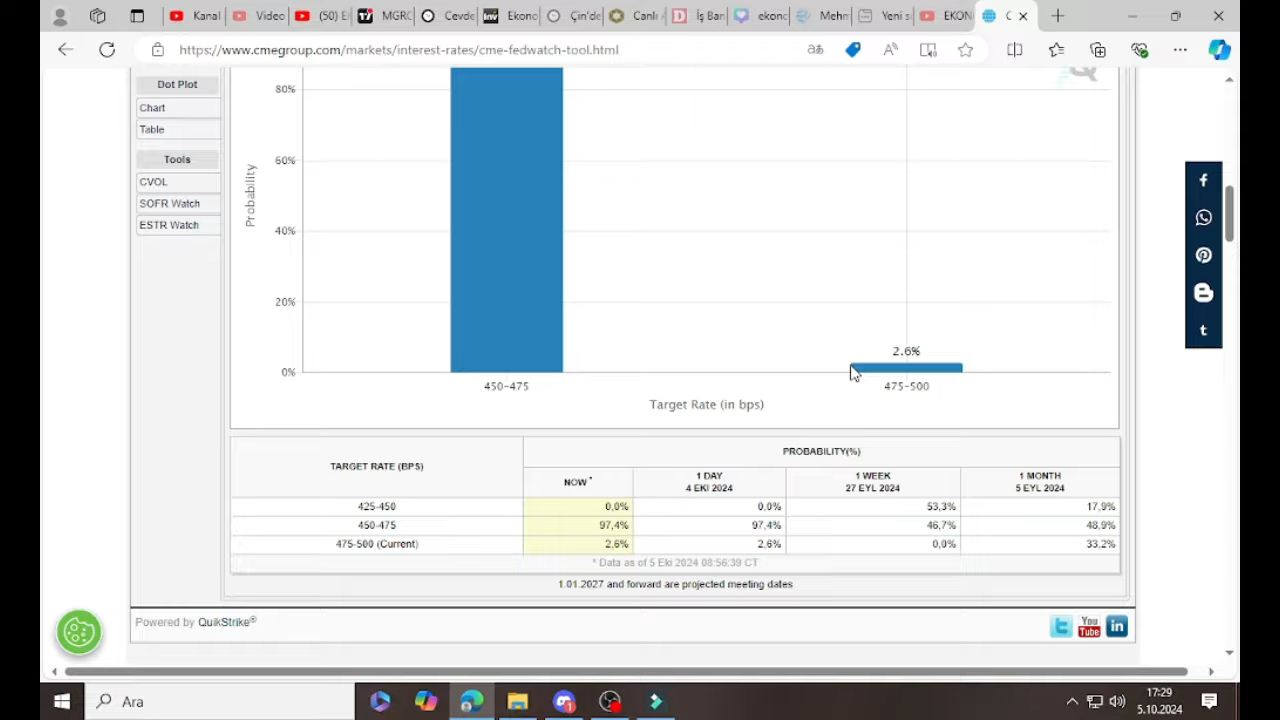 Kanal
Video
(50) E
MGRC
Cevde
Ekono
Çin'de
Canlı
İş Ban
ekono
Mehr
Yeni s
EKON
C
https://www.cmegroup.com/markets/interest-rates/cme-fedwatch-tool.html
Dot Plot
Chart
Table
Tools
CVOL
SOFR Watch
ESTR Watch
Probability
80%
60%
40%
20%
0%
2.6%
450-475
475-500
Target Rate (in bps)
TARGET RATE (BPS)
PROBABILITY(%)
NOW *
1 DAY
4 EKI 2024
1 WEEK
27 EYL 2024
1 MONTH
5 EYL 2024
425-450 0,0% 0,0% 53,3% 17,9%
450-475 97,4% 97,4% 46,7% 48,9%
475-500 (Current) 2,6% 2,6% 0,0% 33,2%
* Data as of 5 Eki 2024 08:56:39 CT
1.01.2027 and forward are projected meeting dates
Powered by QuikStrike®
You
Tube
in
Ara
17:29
5.10.2024